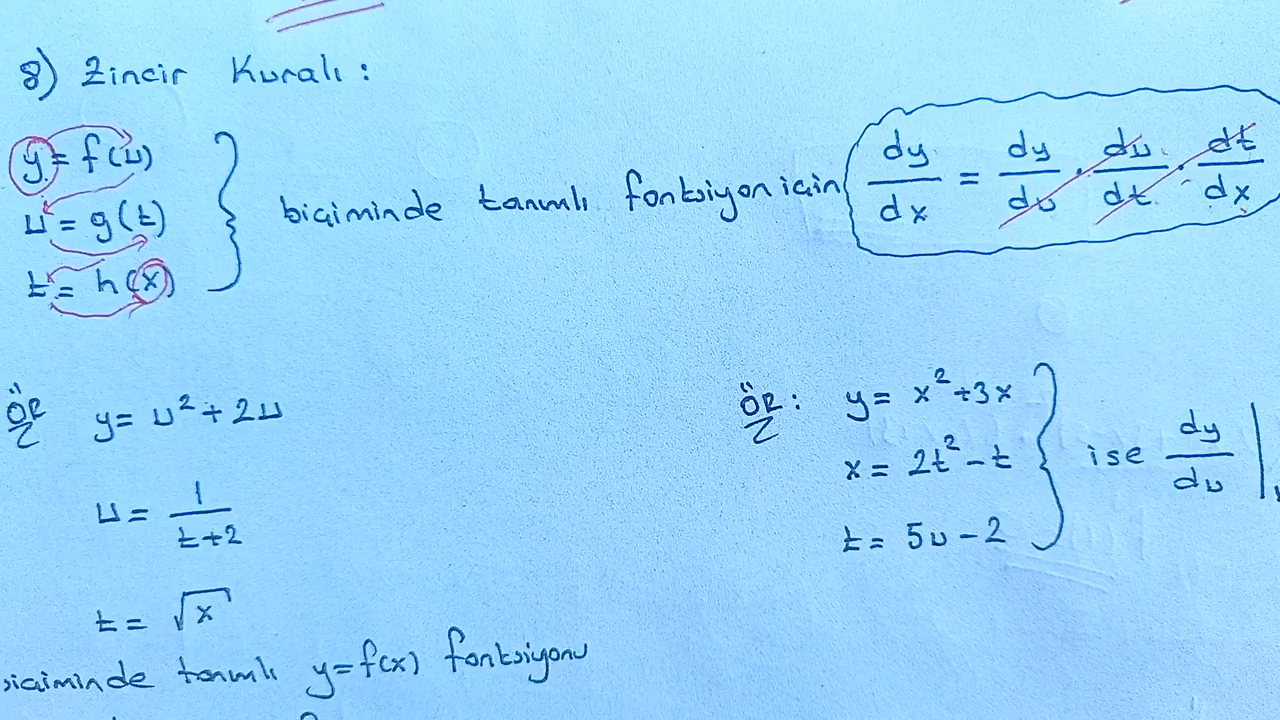 8) Zincir Kuralı :
y = f(u)
u = g(t)
t = h(x)
biçiminde tanımlı fonksiyon için dy/dx = dy/du · du/dt · dt/dx
ÖR y = u² + 2u
u = 1/(t+2)
t = √x
biçiminde tanımlı y=f(x) fonksiyonu
ÖR : y = x² + 3x
x = 2t² - t
t = 5u - 2
ise dy/du |